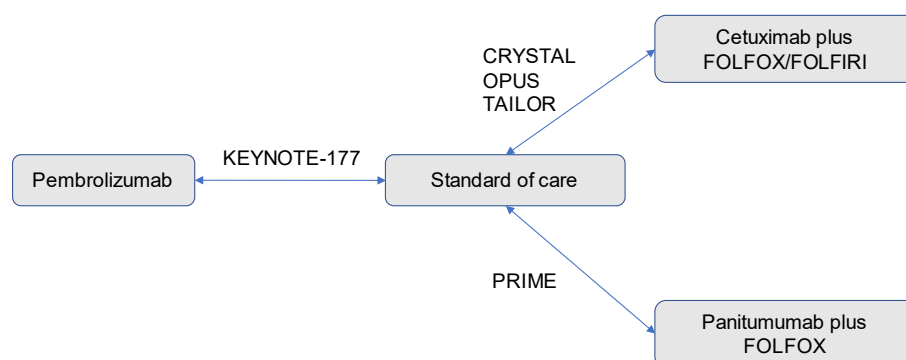 Cetuximab plus
FOLFOX/FOLFIRI
CRYSTAL
OPUS
TAILOR
KEYNOTE-177
Pembrolizumab
Standard of care
PRIME
Panitumumab plus
FOLFOX